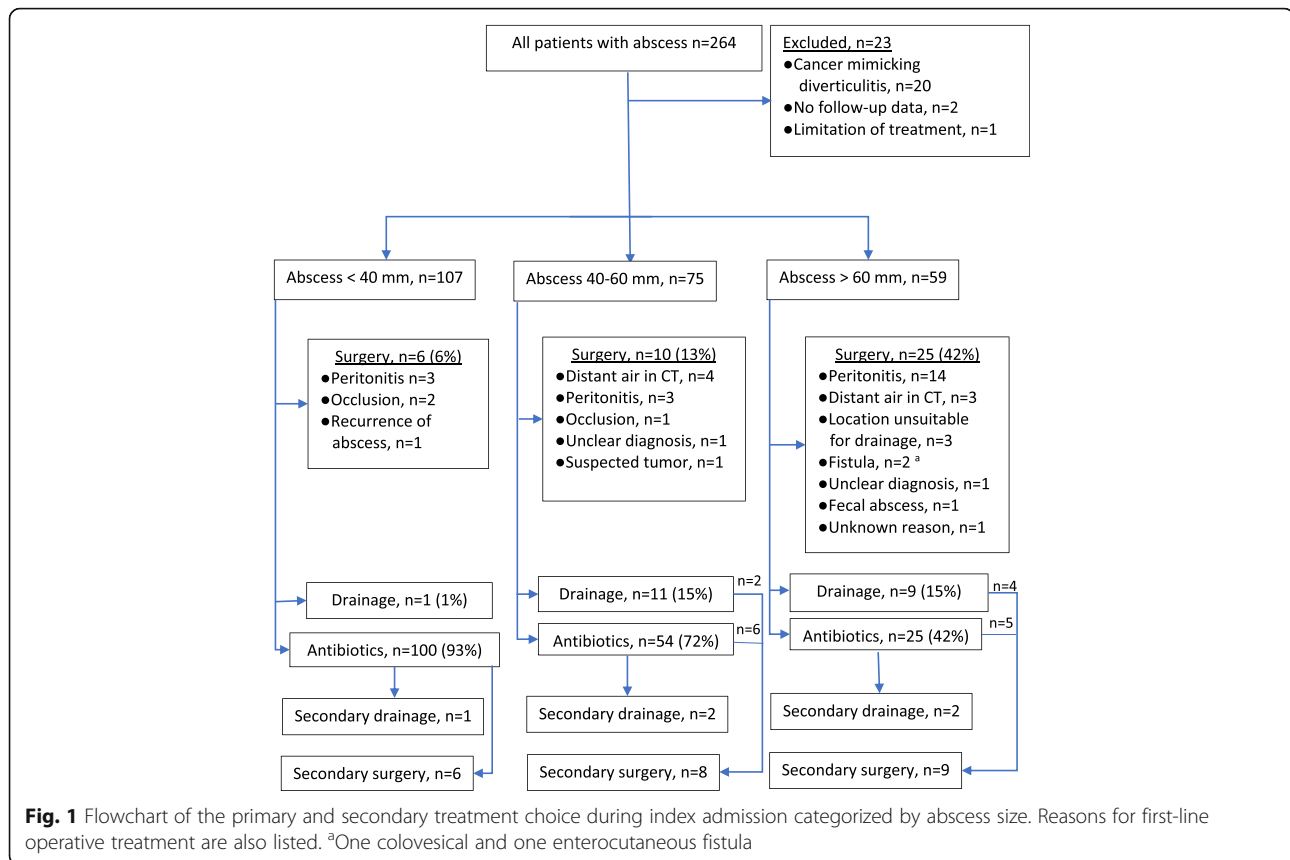 All patients with abscess n=264
Excluded, n=23
●Cancer mimicking
diverticulitis, n=20
●No follow-up data, n=2
●Limitation of treatment, n=1
Abscess < 40 mm, n=107
Abscess 40-60 mm, n=75
Abscess > 60 mm, n=59
Surgery, n=6 (6%)
●Peritonitis n=3
●Occlusion, n=2
●Recurrence of
abscess, n=1
Surgery, n=10 (13%)
●Distant air in CT, n=4
●Peritonitis, n=3
●Occlusion, n=1
●Unclear diagnosis, n=1
●Suspected tumor, n=1
Surgery, n=25 (42%)
●Peritonitis, n=14
●Distant air in CT, n=3
●Location unsuitable
for drainage, n=3
●Fistula, n=2 a
●Unclear diagnosis, n=1
●Fecal abscess, n=1
●Unknown reason, n=1
Drainage, n=1 (1%)
Drainage, n=11 (15%)
n=2
Drainage, n=9 (15%)
n=4
Antibiotics, n=100 (93%)
Antibiotics, n=54 (72%)
n=6
Antibiotics, n=25 (42%)
n=5
Secondary drainage, n=1
Secondary drainage, n=2
Secondary drainage, n=2
Secondary surgery, n=6
Secondary surgery, n=8
Secondary surgery, n=9
Fig. 1 Flowchart of the primary and secondary treatment choice during index admission categorized by abscess size. Reasons for first-line
operative treatment are also listed. aOne colovesical and one enterocutaneous fistula